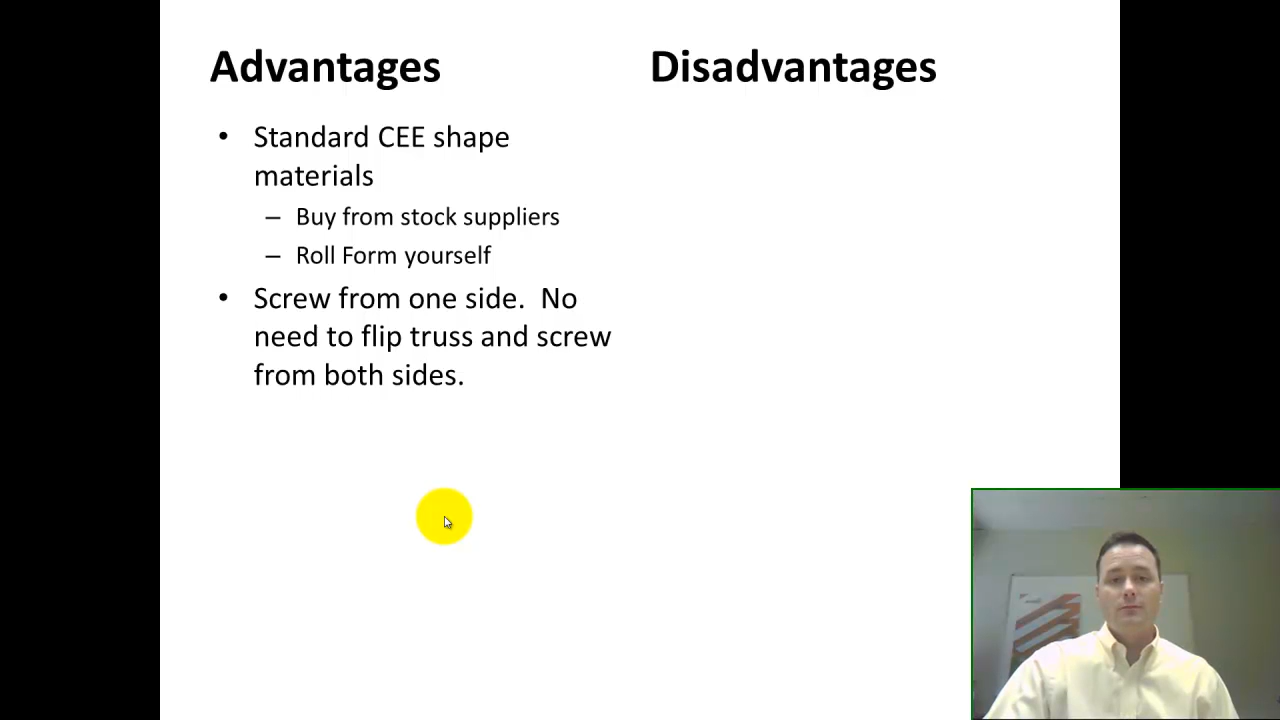 Advantages
Disadvantages
• Standard CEE shape
materials
– Buy from stock suppliers
– Roll Form yourself
• Screw from one side.  No
need to flip truss and screw
from both sides.